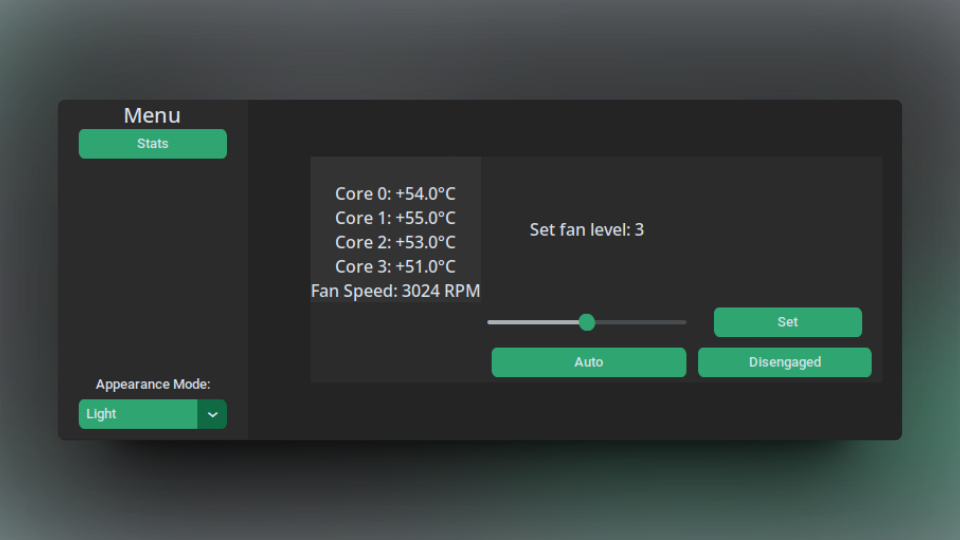 Menu
Stats
Core 0: +54.0°C
Core 1: +55.0°C
Core 2: +53.0°C
Core 3: +51.0°C
Fan Speed: 3024 RPM
Set fan level: 3
Set
Auto
Disengaged
Appearance Mode:
Light